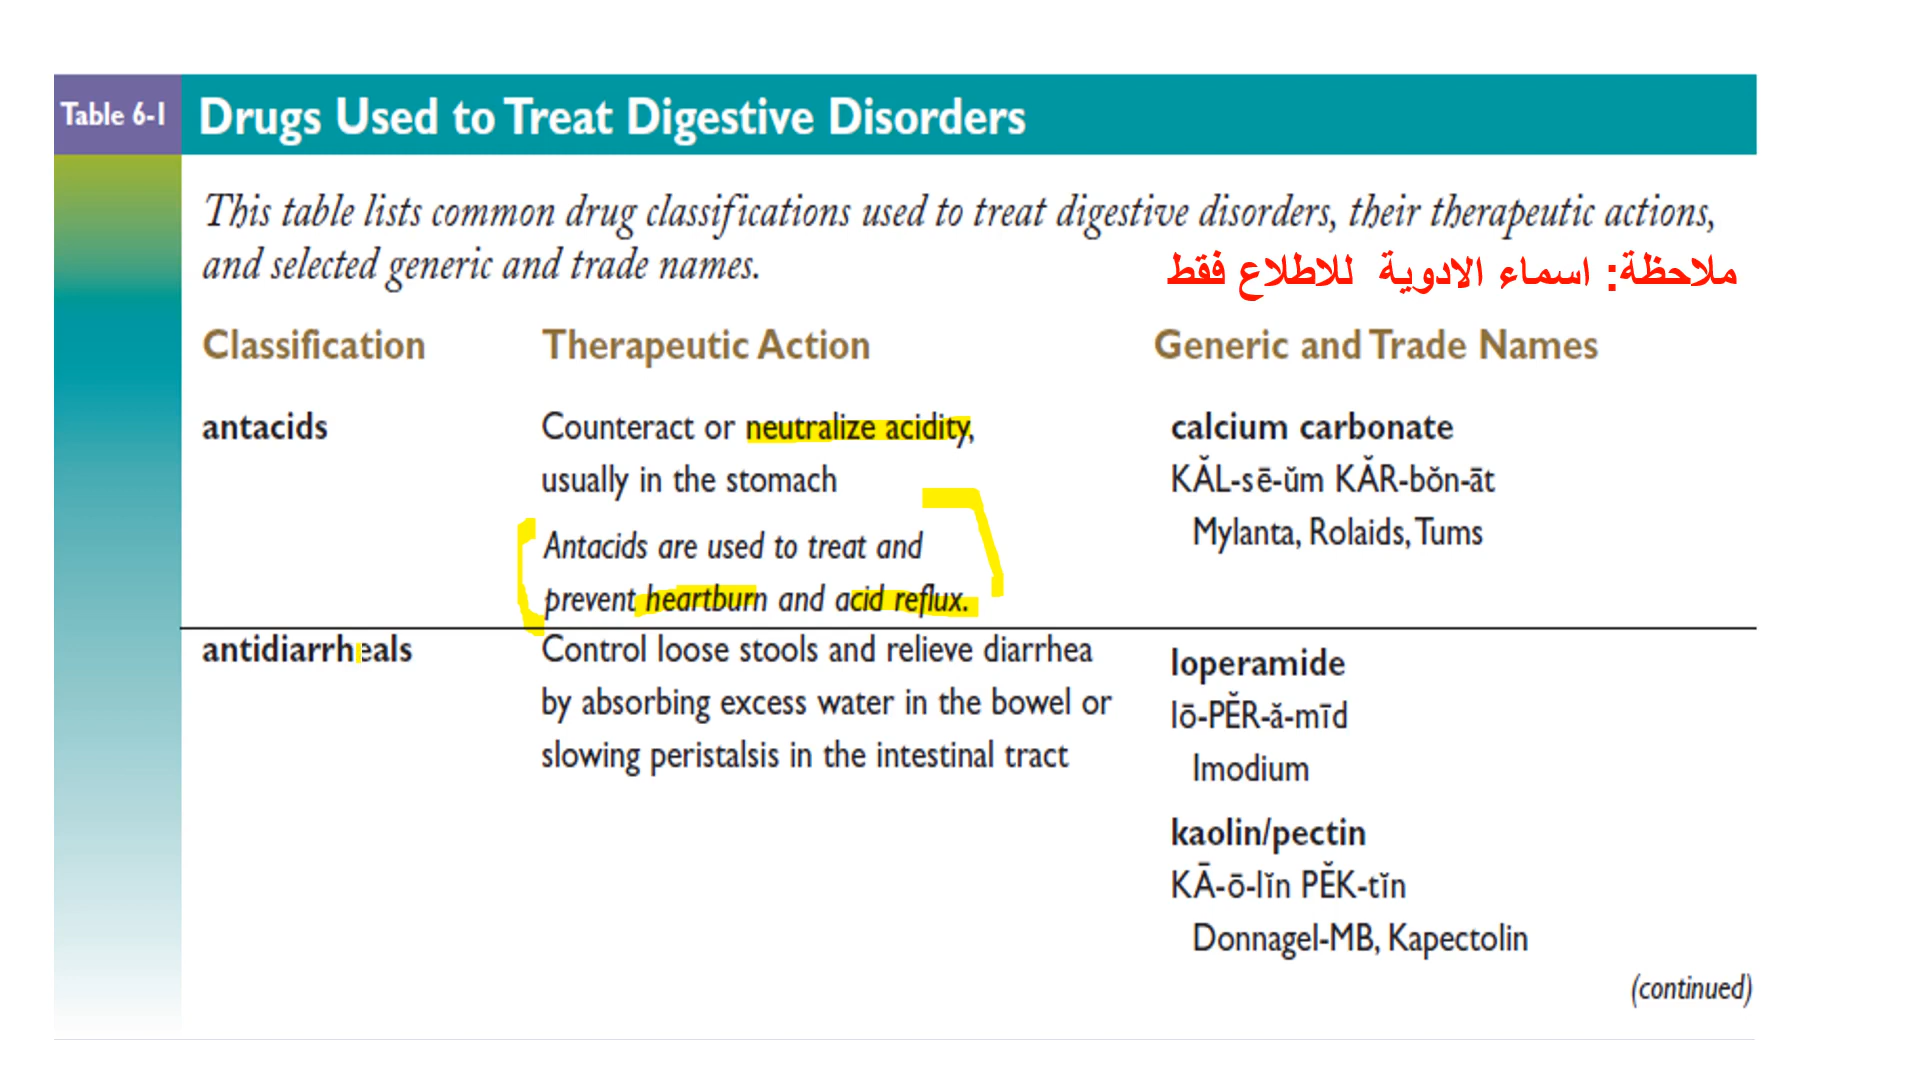 Table 6-1 Drugs Used to Treat Digestive Disorders
This table lists common drug classifications used to treat digestive disorders, their therapeutic actions,
and selected generic and trade names.
ملاحظة: اسماء الادوية للاطلاع فقط
Classification Therapeutic Action Generic and Trade Names
antacids
Counteract or neutralize acidity,
usually in the stomach
Antacids are used to treat and
prevent heartburn and acid reflux.
calcium carbonate
KĂL-sē-ŭm KĂR-bŏn-āt
Mylanta, Rolaids, Tums
antidiarrheals
Control loose stools and relieve diarrhea
by absorbing excess water in the bowel or
slowing peristalsis in the intestinal tract
loperamide
lō-PĔR-ă-mīd
Imodium
kaolin/pectin
KĀ-ō-lĭn PĔK-tĭn
Donnagel-MB, Kapectolin
(continued)